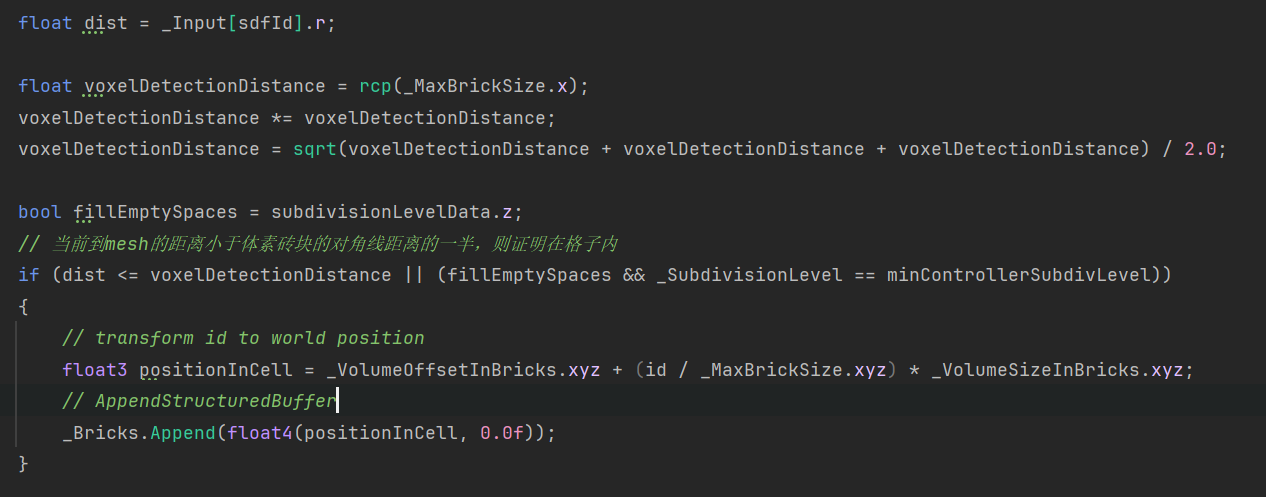 float dist = _Input[sdfId].r;
float voxelDetectionDistance = rcp(_MaxBrickSize.x);
voxelDetectionDistance *= voxelDetectionDistance;
voxelDetectionDistance = sqrt(voxelDetectionDistance + voxelDetectionDistance + voxelDetectionDistance) / 2.0;
bool fillEmptySpaces = subdivisionLevelData.z;
// 当前到mesh的距离小于体素砖块的对角线距离的一半，则证明在格子内
if (dist <= voxelDetectionDistance || (fillEmptySpaces && _SubdivisionLevel == minControllerSubdivLevel))
{
// transform id to world position
float3 positionInCell = _VolumeOffsetInBricks.xyz + (id / _MaxBrickSize.xyz) * _VolumeSizeInBricks.xyz;
// AppendStructuredBuffer
_Bricks.Append(float4(positionInCell, 0.0f));
}